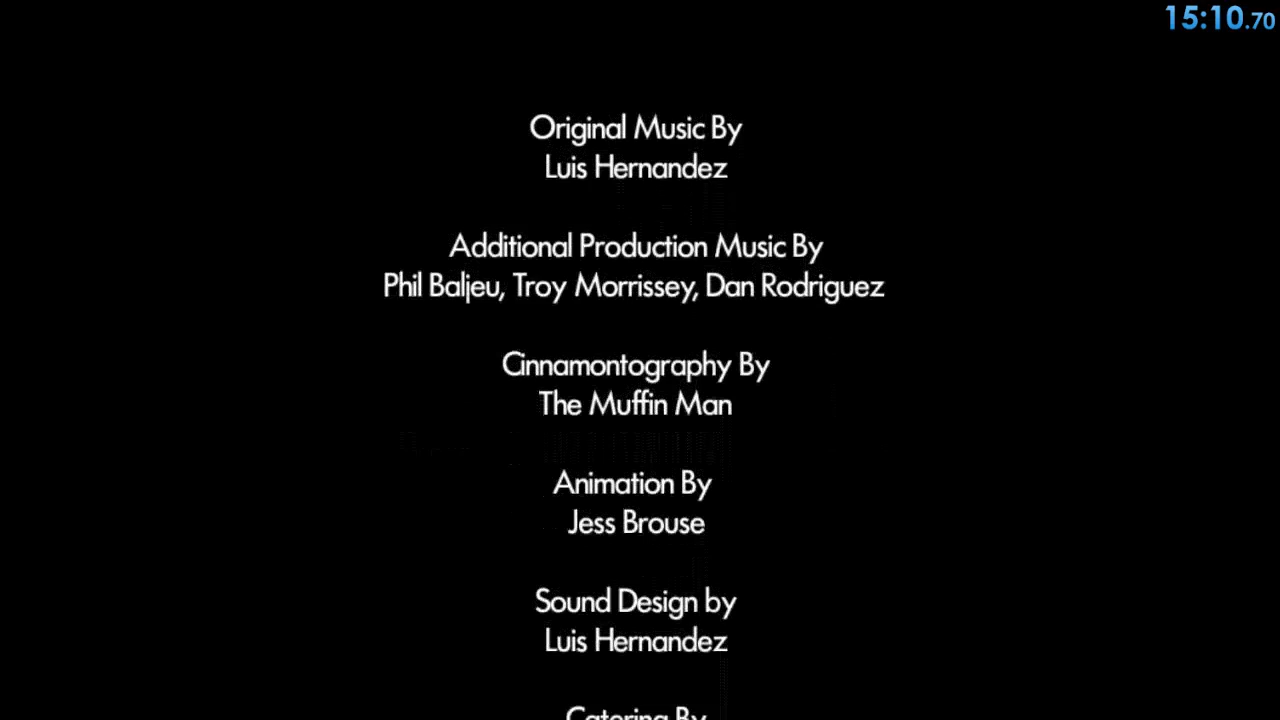 15:10.70
Original Music By
Luis Hernandez
Additional Production Music By
Phil Baljeu, Troy Morrissey, Dan Rodriguez
Cinnamontography By
The Muffin Man
Animation By
Jess Brouse
Sound Design by
Luis Hernandez
Catering By